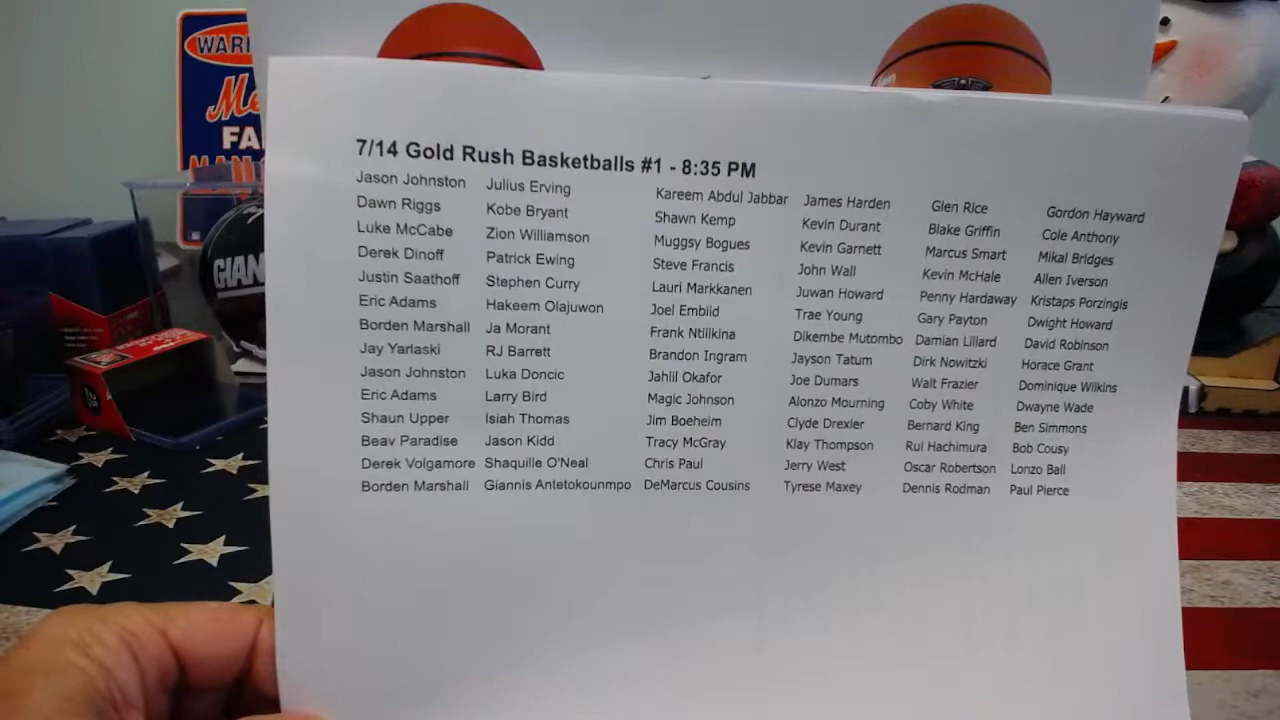 WAR
Me
FA
MAN
GIAN
7/14 Gold Rush Basketballs #1 - 8:35 PM
Jason Johnston Julius Erving Kareem Abdul Jabbar James Harden Glen Rice Gordon Hayward
Dawn Riggs Kobe Bryant Shawn Kemp Kevin Durant Blake Griffin Cole Anthony
Luke McCabe Zion Williamson Muggsy Bogues Kevin Garnett Marcus Smart Mikal Bridges
Derek Dinoff Patrick Ewing Steve Francis John Wall Kevin McHale Allen Iverson
Justin Saathoff Stephen Curry Lauri Markkanen Juwan Howard Penny Hardaway Kristaps Porzingis
Eric Adams Hakeem Olajuwon Joel Embiid Trae Young Gary Payton Dwight Howard
Borden Marshall Ja Morant Frank Ntilikina Dikembe Mutombo Damian Lillard David Robinson
Jay Yarlaski RJ Barrett Brandon Ingram Jayson Tatum Dirk Nowitzki Horace Grant
Jason Johnston Luka Doncic Jahlil Okafor Joe Dumars Walt Frazier Dominique Wilkins
Eric Adams Larry Bird Magic Johnson Alonzo Mourning Coby White Dwayne Wade
Shaun Upper Isiah Thomas Jim Boeheim Clyde Drexler Bernard King Ben Simmons
Beav Paradise Jason Kidd Tracy McGray Klay Thompson Rui Hachimura Bob Cousy
Derek Volgamore Shaquille O'Neal Chris Paul Jerry West Oscar Robertson Lonzo Ball
Borden Marshall Giannis Antetokounmpo DeMarcus Cousins Tyrese Maxey Dennis Rodman Paul Pierce